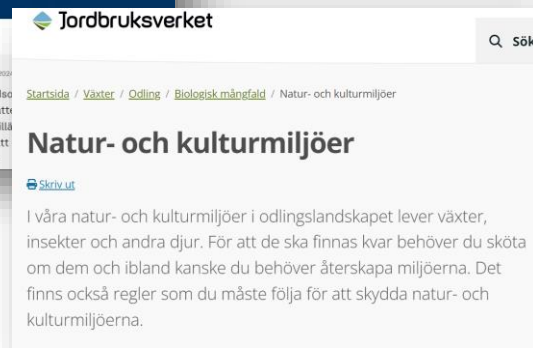 Jordbruksverket
Sök
Startsida / Växter / Odling / Biologisk mångfald / Natur- och kulturmiljöer
Natur- och kulturmiljöer
Skriv ut
I våra natur- och kulturmiljöer i odlingslandskapet lever växter,
insekter och andra djur. För att de ska finnas kvar behöver du sköta
om dem och ibland kanske du behöver återskapa miljöerna. Det
finns också regler som du måste följa för att skydda natur- och
kulturmiljöerna.